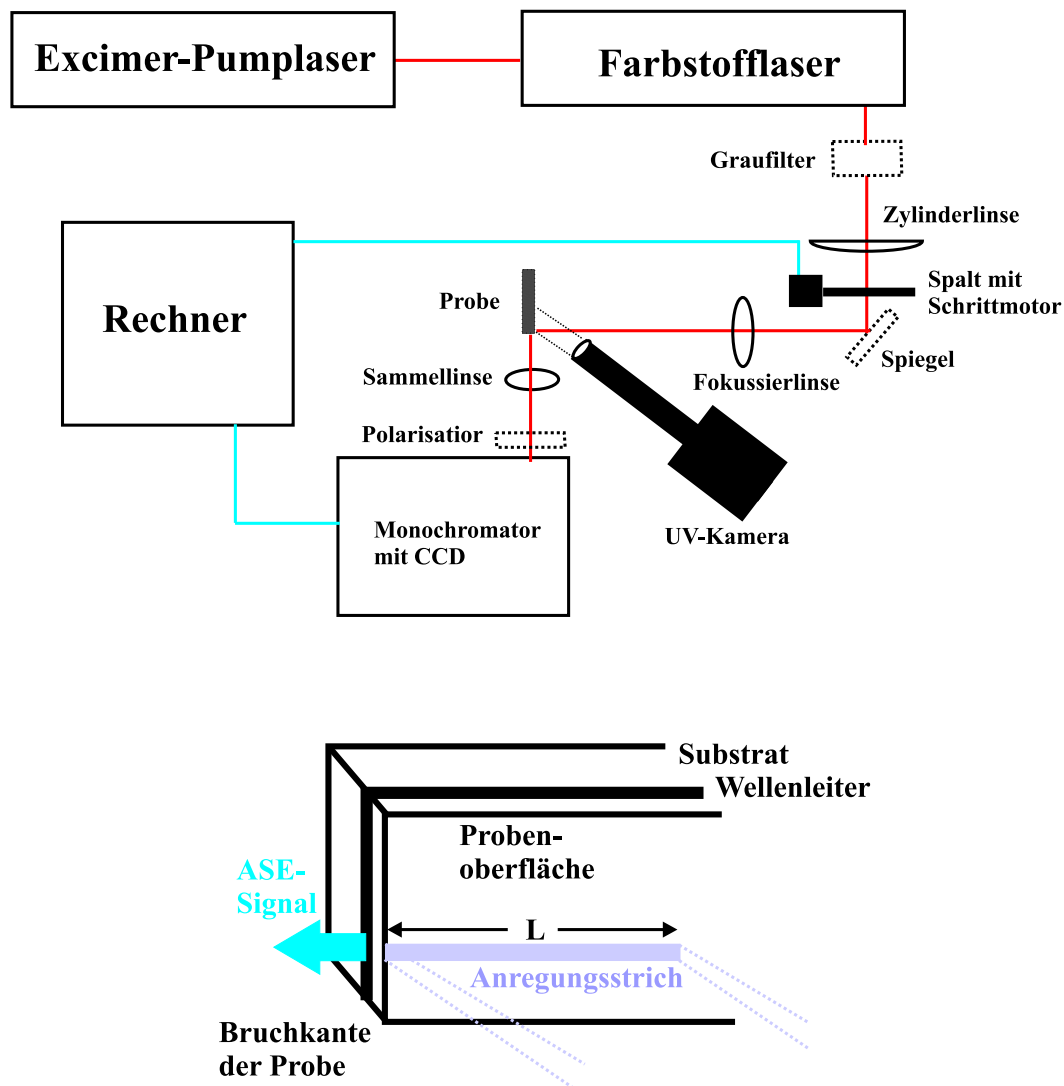 Excimer-Pumplaser
Farbstofflaser
Graufilter
Zylinderlinse
Spalt mit
Schrittmotor
Rechner
Probe
Spiegel
Fokussierlinse
Sammellinse
Polarisatior
Monochromator
mit CCD
UV-Kamera
Substrat
Wellenleiter
Proben-
oberfläche
ASE-
Signal
L
Anregungsstrich
Bruchkante
der Probe